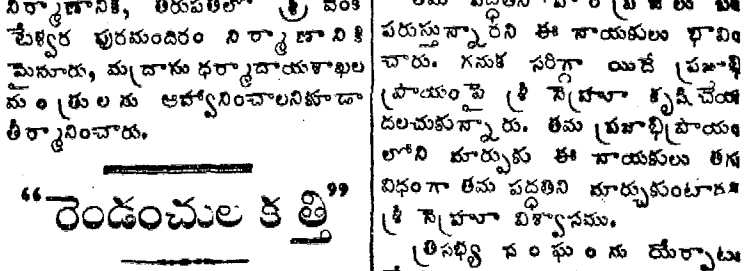 నిర్మాణానికి, తిరుపతిలో శ్రీ వెంక
టేశ్వర పురమందిరం నిర్మాణానికి
మైసూరు, మద్రాసు ధర్మాదాయశాఖల
మంత్రులను ఆహ్వానించాలనికూడా
తీర్మానించారు.
“రెండంచుల కత్తి”
పరుస్తున్నారని ఈ నాయకులు భావిం
చారు. గనుక సరిగ్గా యిదే ప్రజాభి
ప్రాయంపై శ్రీ నెహ్రూ కృషి చేయ
దలచుకున్నారు. తమ ప్రజాభిప్రాయం
లోని మార్పుకు ఈ నాయకులు తగు
విధంగా తమ పద్ధతిని మార్చుకుంటారని
శ్రీ నెహ్రూ విశ్వాసము.
త్రిసభ్య సంఘంను యేర్పాటు